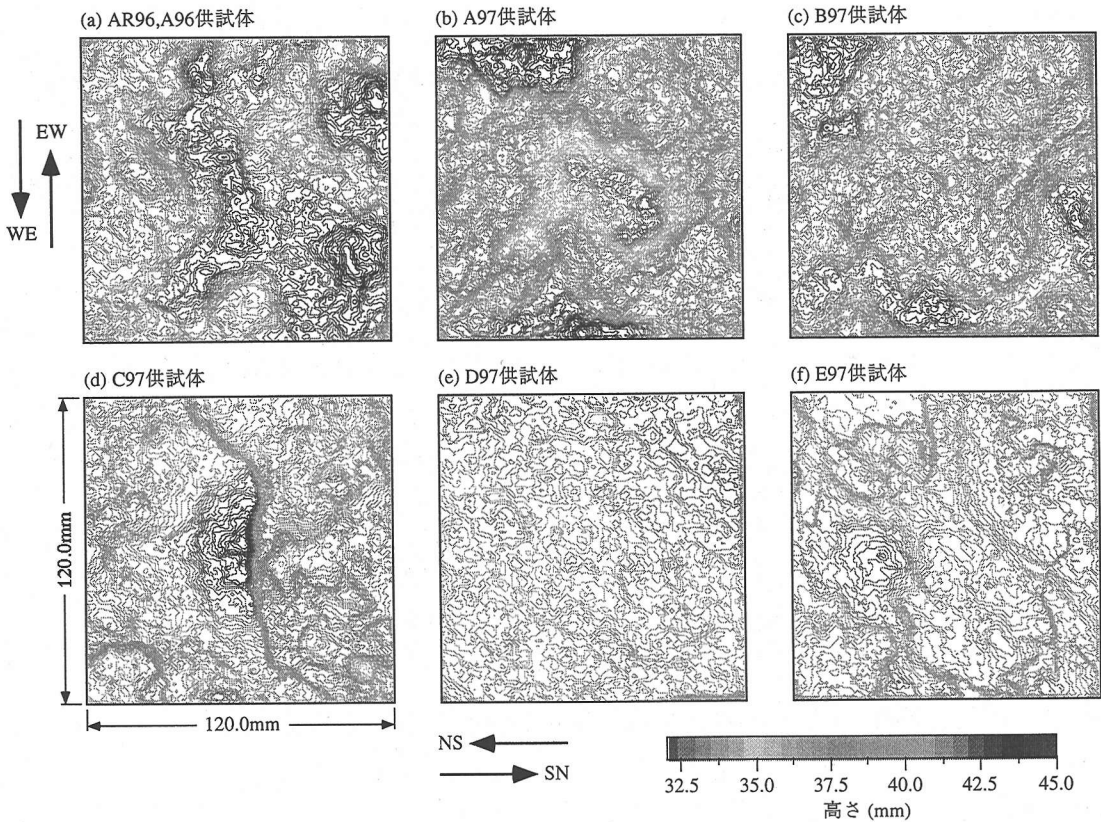 (a) AR96,A96供試体
(b) A97供試体
(c) B97供試体
EW
WE
(d) C97供試体
(e) D97供試体
(f) E97供試体
120.0mm
120.0mm
NS
SN
32.5 35.0 37.5 40.0 42.5 45.0
高さ (mm)